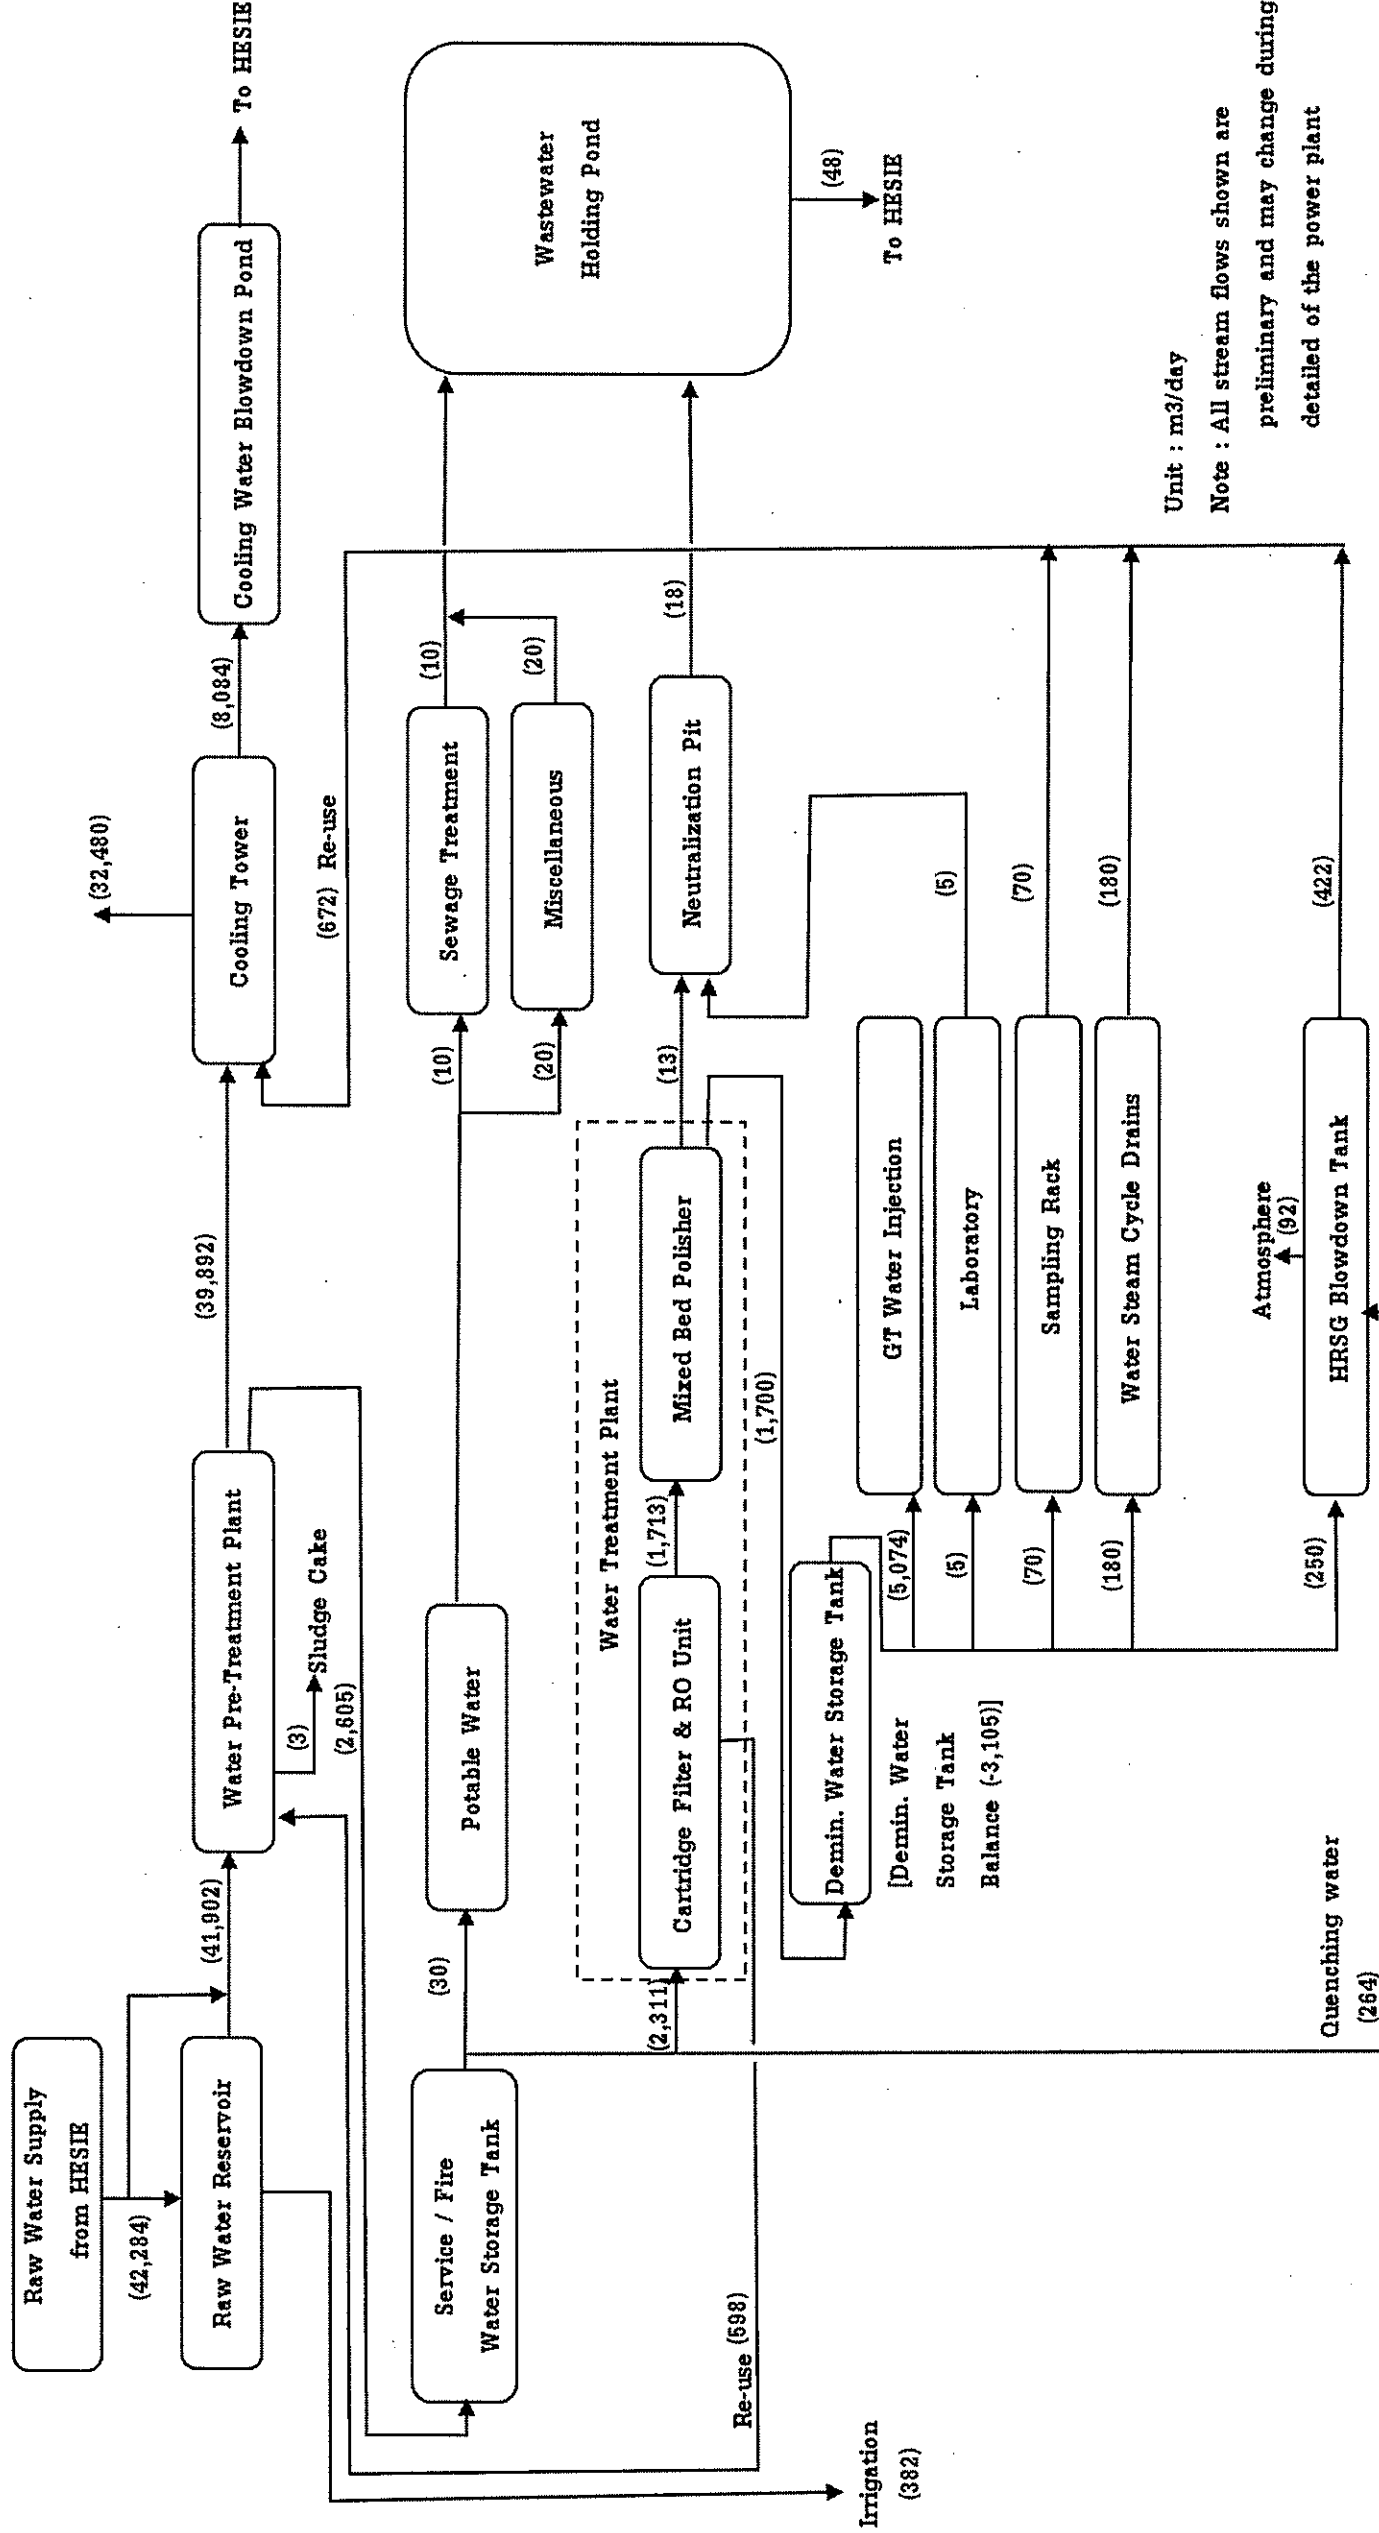 Raw Water Supply
from HESIE
(42,284)
Raw Water Reservoir
(41,902)
Water Pre-Treatment Plant
(3)
Sludge Cake
(2,605)
(39,892)
Cooling Tower
(32,480)
(8,084)
Cooling Water Blowdown Pond
To HESIE
(672) Re-use
Service / Fire
Water Storage Tank
(30)
Potable Water
(10)
(20)
Sewage Treatment
(10)
Miscellaneous
(20)
Wastewater
Holding Pond
(48)
To HESIE
Water Treatment Plant
(2,311)
Cartridge Filter & RO Unit
(1,713)
Mixed Bed Polisher
(13)
Neutralization Pit
(18)
Re-use (598)
(1,700)
Irrigation
(382)
Demin. Water Storage Tank
[Demin. Water
Storage Tank
Balance (-3,105)]
(5,074)
GT Water Injection
(5)
Laboratory
(5)
(70)
Sampling Rack
(70)
(180)
Water Steam Cycle Drains
(180)
Atmosphere
(92)
(250)
HRSG Blowdown Tank
(422)
Quenching water
(264)
Unit : m3/day
Note : All stream flows shown are
preliminary and may change during
detailed of the power plant